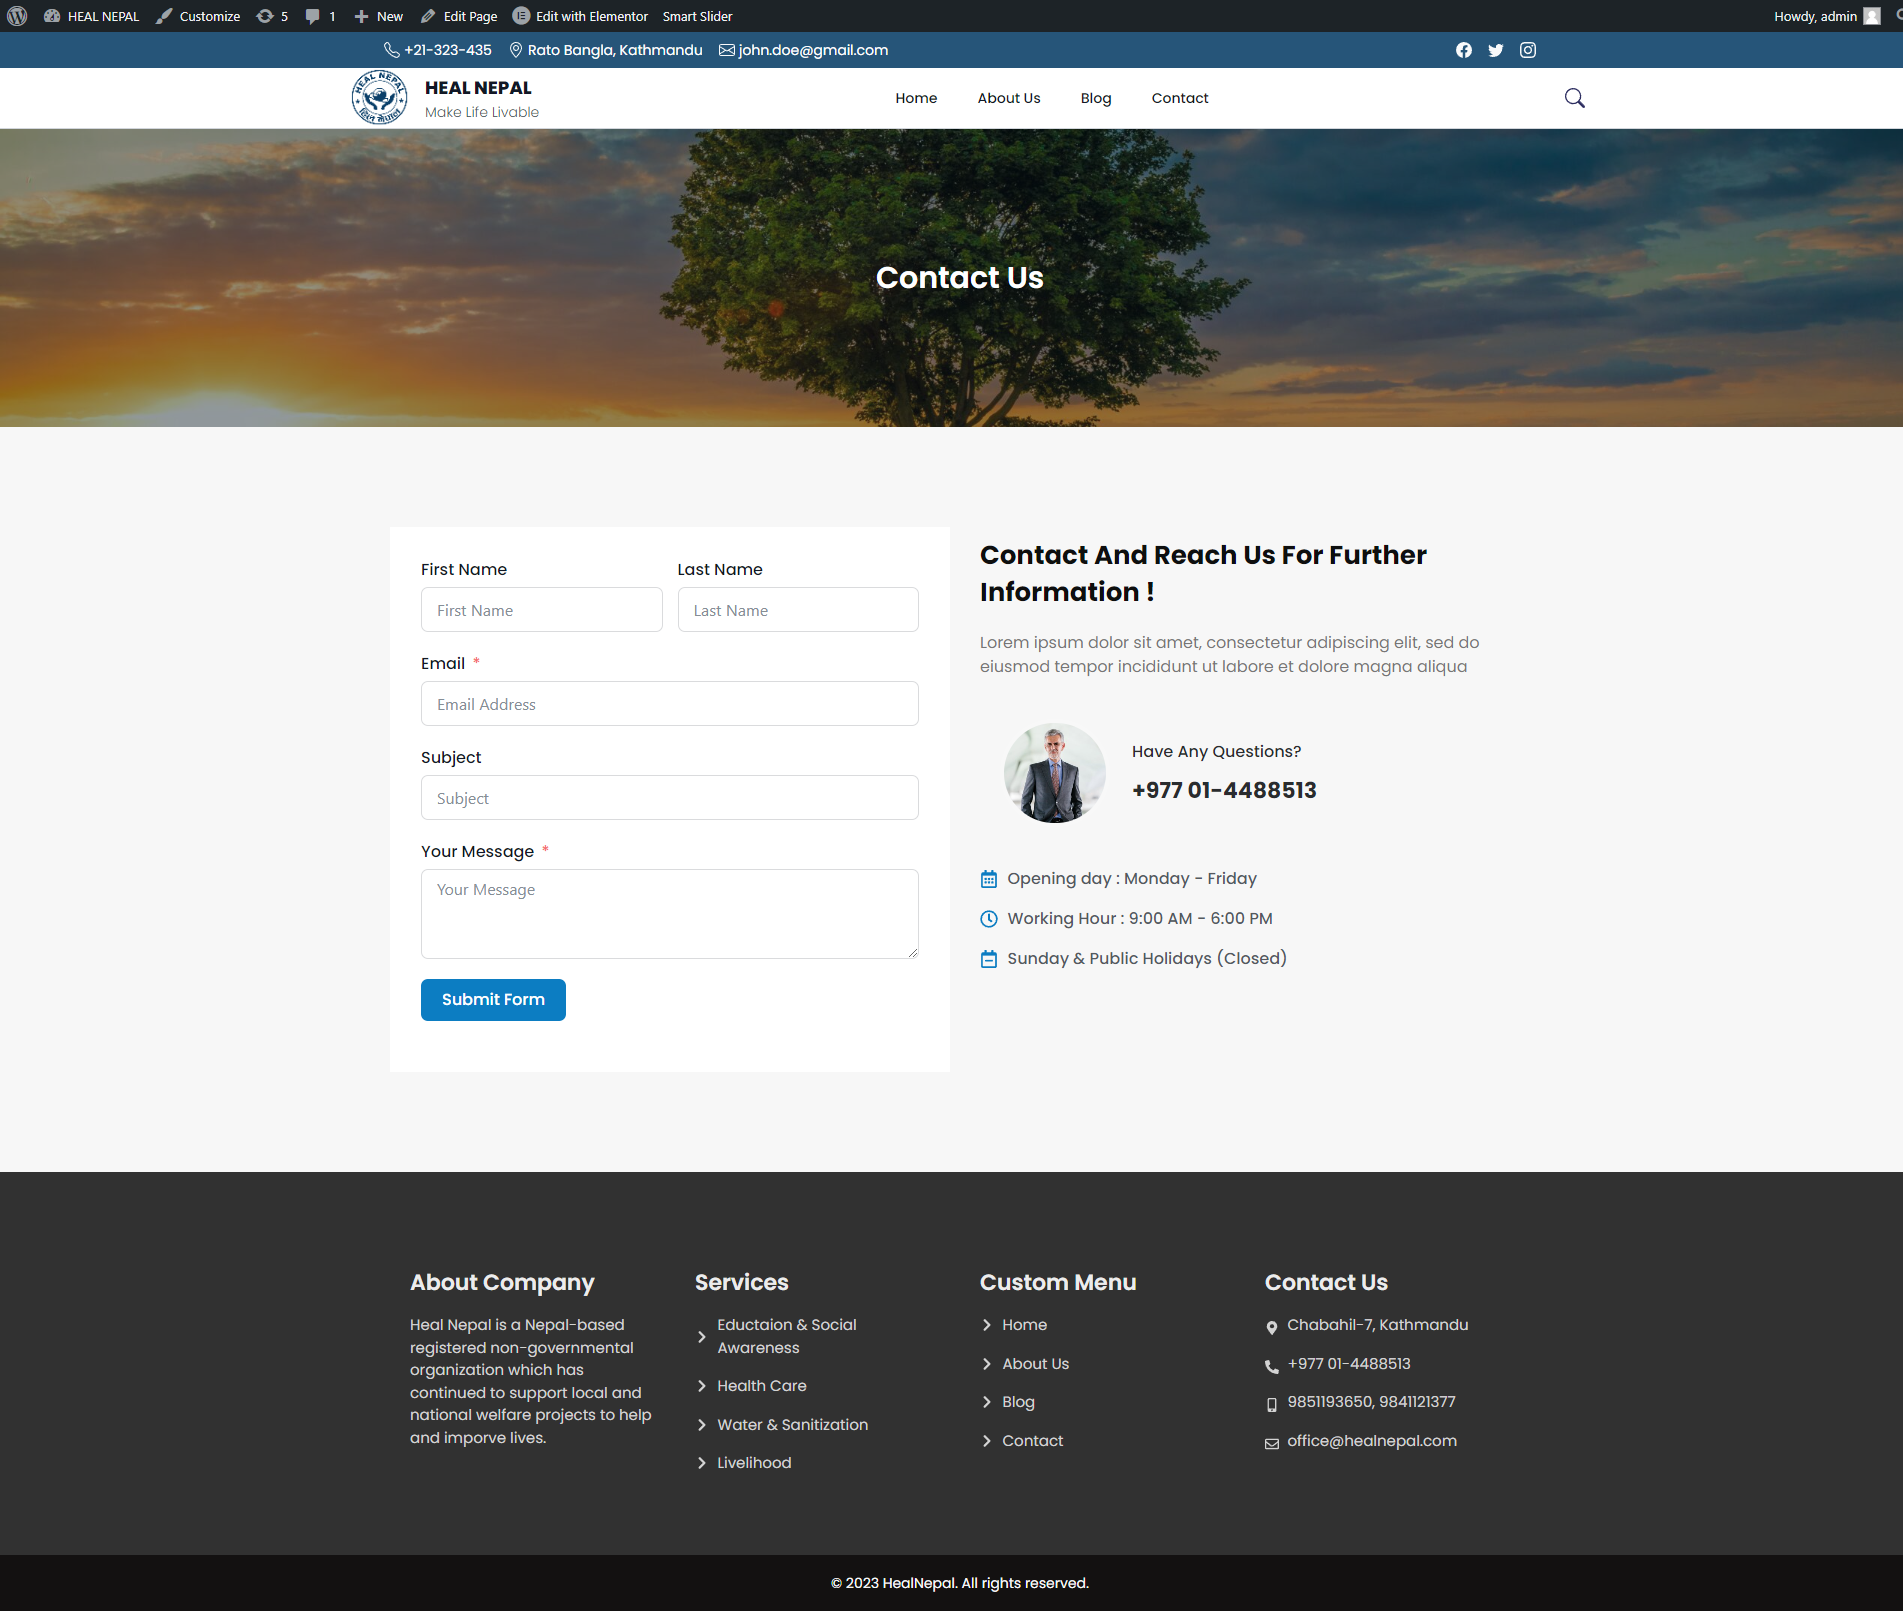 HEAL NEPAL Customize 5 1 New Edit Page Edit with Elementor Smart Slider Howdy, admin
+21-323-435 Rato Bangla, Kathmandu john.doe@gmail.com
HEAL NEPAL
HEAL NEPAL
Make Life Livable
Home About Us Blog Contact
Contact Us
First Name Last Name
First Name Last Name
Email *
Email Address
Subject
Subject
Your Message *
Your Message
Submit Form
Contact And Reach Us For Further
Information !
Lorem ipsum dolor sit amet, consectetur adipiscing elit, sed do
eiusmod tempor incididunt ut labore et dolore magna aliqua
Have Any Questions?
+977 01-4488513
Opening day : Monday - Friday
Working Hour : 9:00 AM - 6:00 PM
Sunday & Public Holidays (Closed)
About Company
Heal Nepal is a Nepal-based
registered non-governmental
organization which has
continued to support local and
national welfare projects to help
and imporve lives.
Services
Eductaion & Social
Awareness
Health Care
Water & Sanitization
Livelihood
Custom Menu
Home
About Us
Blog
Contact
Contact Us
Chabahil-7, Kathmandu
+977 01-4488513
9851193650, 9841121377
office@healnepal.com
© 2023 HealNepal. All rights reserved.